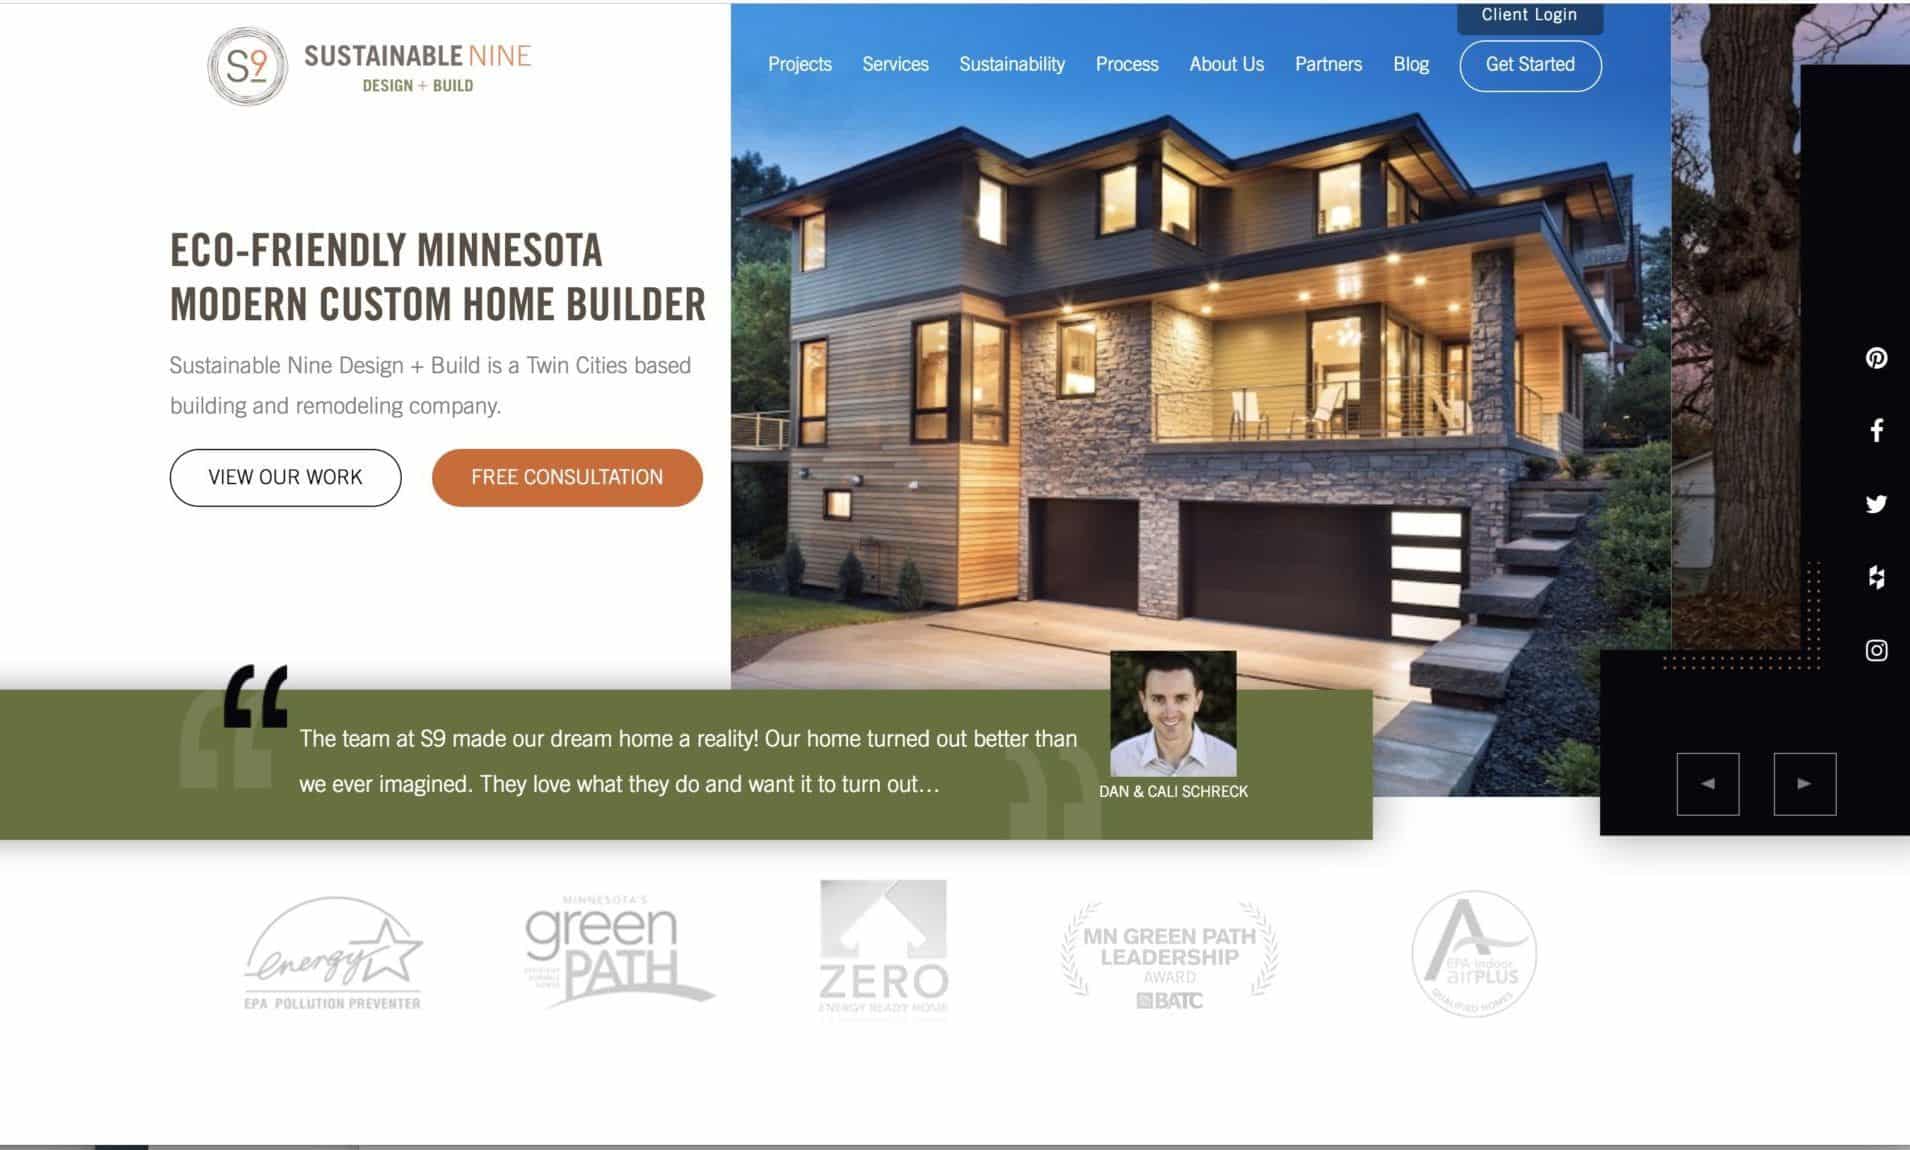 Client Login
S9
SUSTAINABLE NINE
DESIGN + BUILD
Projects Services Sustainability Process About Us Partners Blog Get Started
ECO-FRIENDLY MINNESOTA
MODERN CUSTOM HOME BUILDER
Sustainable Nine Design + Build is a Twin Cities based
building and remodeling company.
VIEW OUR WORK FREE CONSULTATION
“
The team at S9 made our dream home a reality! Our home turned out better than
we ever imagined. They love what they do and want it to turn out…
DAN & CALI SCHRECK
energy
EPA POLLUTION PREVENTER
MINNESOTA'S
green
PATH
ZERO
ENERGY READY HOME
MN GREEN PATH
LEADERSHIP
AWARD
BATC
EPA Indoor
airPLUS
QUALIFIED HOMES